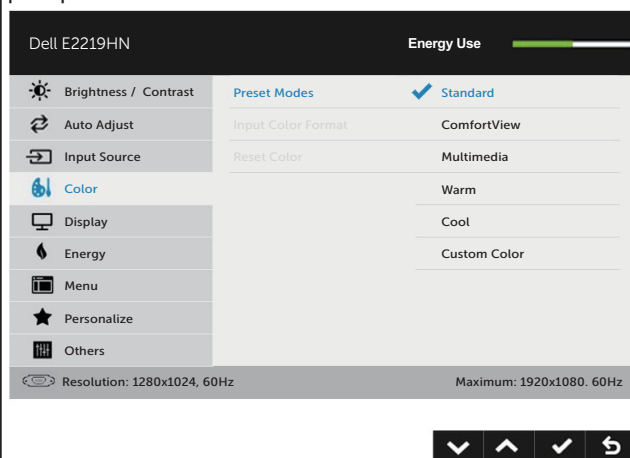 Dell E2219HN
Energy Use
Brightness / Contrast
Preset Modes
Standard
Auto Adjust
Input Color Format
ComfortView
Input Source
Reset Color
Multimedia
Color
Warm
Display
Cool
Energy
Custom Color
Menu
Personalize
Others
Resolution: 1280x1024, 60Hz
Maximum: 1920x1080. 60Hz